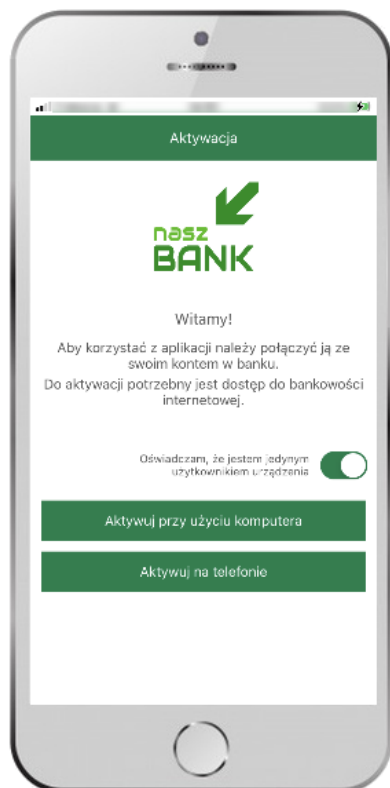 Aktywacja
nasz
BANK
Witamy!
Aby korzystać z aplikacji należy połączyć ją ze
swoim kontem w banku.
Do aktywacji potrzebny jest dostęp do bankowości
internetowej.
Oświadczam, że jestem jedynym
użytkownikiem urządzenia
Aktywuj przy użyciu komputera
Aktywuj na telefonie